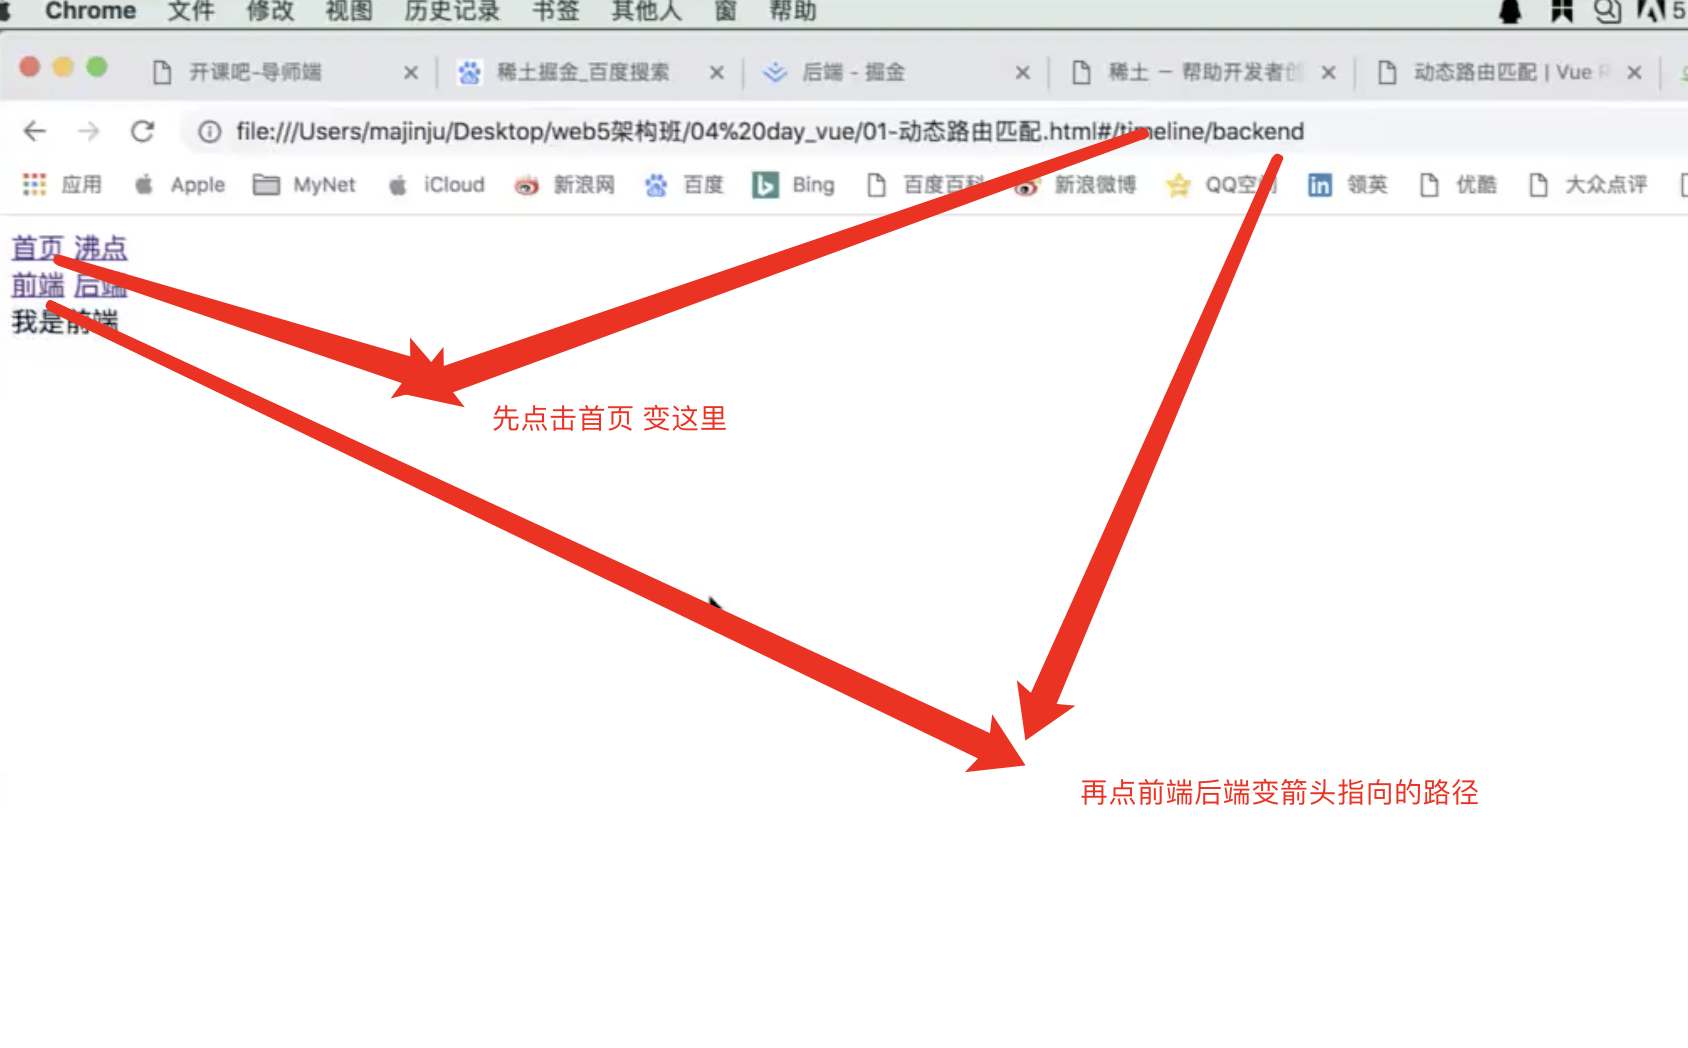 Chrome 文件 修改 视图 历史记录 书签 其他人 窗 帮助
开课吧-导师端 稀土掘金_百度搜索 后端 - 掘金 稀土 — 帮助开发者 动态路由匹配 | Vue
file:///Users/majinju/Desktop/web5架构班/04%20day_vue/01-动态路由匹配.html#/timeline/backend
应用 Apple MyNet iCloud 新浪网 百度 Bing 百度百科 新浪微博 QQ空间 领英 优酷 大众点评
首页 沸点
前端 后端
我是前端
先点击首页 变这里
再点前端后端变箭头指向的路径